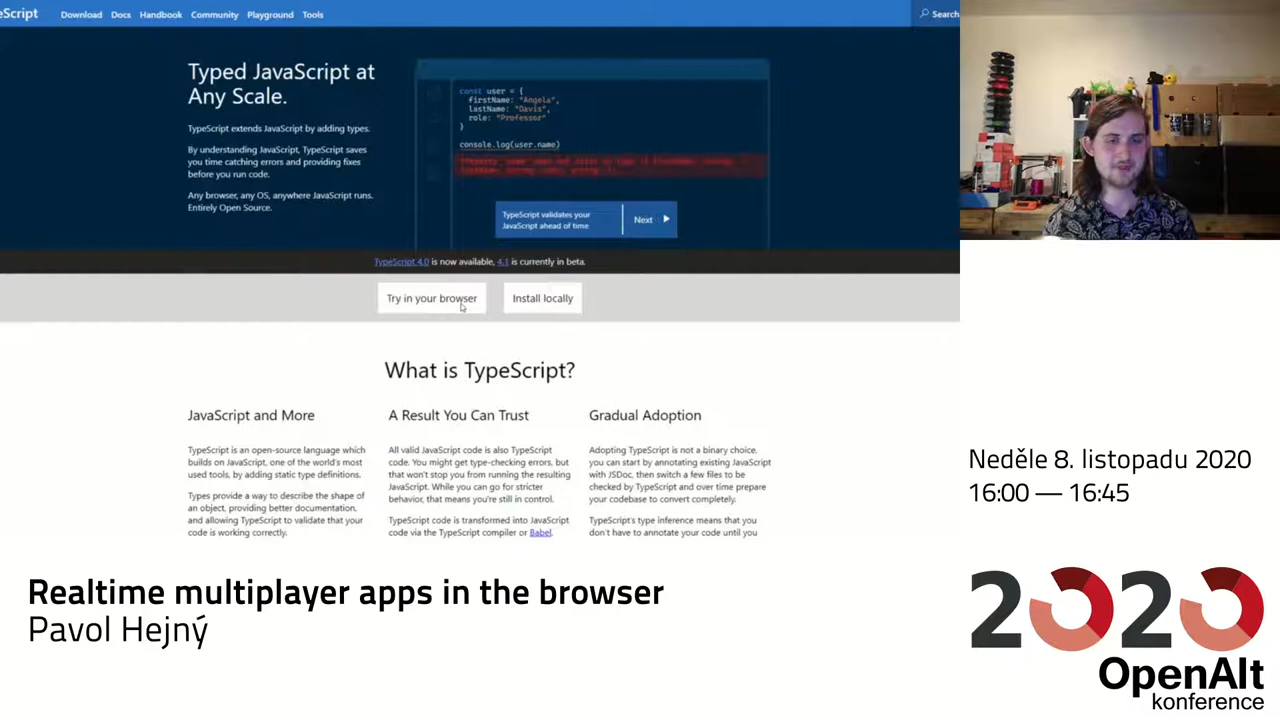 eScript Download Docs Handbook Community Playground Tools Search
Typed JavaScript at
Any Scale.
TypeScript extends JavaScript by adding types.
By understanding JavaScript, TypeScript saves
you time catching errors and providing fixes
before you run code.
Any browser, any OS, anywhere JavaScript runs.
Entirely Open Source.
const user = {
firstName: "Angela",
lastName: "Davis",
role: "Professor"
}
console.log(user.name)
TypeScript validates your
JavaScript ahead of time
Next
TypeScript 4.0 is now available, 4.1 is currently in beta.
Try in your browser
Install locally
What is TypeScript?
JavaScript and More
TypeScript is an open-source language which
builds on JavaScript, one of the world's most
used tools, by adding static type definitions.
Types provide a way to describe the shape of
an object, providing better documentation,
and allowing TypeScript to validate that your
code is working correctly.
A Result You Can Trust
All valid JavaScript code is also TypeScript
code. You might get type-checking errors, but
that won't stop you from running the resulting
JavaScript. While you can go for stricter
behavior, that means you're still in control.
TypeScript code is transformed into JavaScript
code via the TypeScript compiler or Babel.
Gradual Adoption
Adopting TypeScript is not a binary choice,
you can start by annotating existing JavaScript
with JSDoc, then switch a few files to be
checked by TypeScript and over time prepare
your codebase to convert completely.
TypeScript's type inference means that you
don't have to annotate your code until you
Neděle 8. listopadu 2020
16:00 — 16:45
Realtime multiplayer apps in the browser
Pavol Hejný
2020
OpenAlt
konference